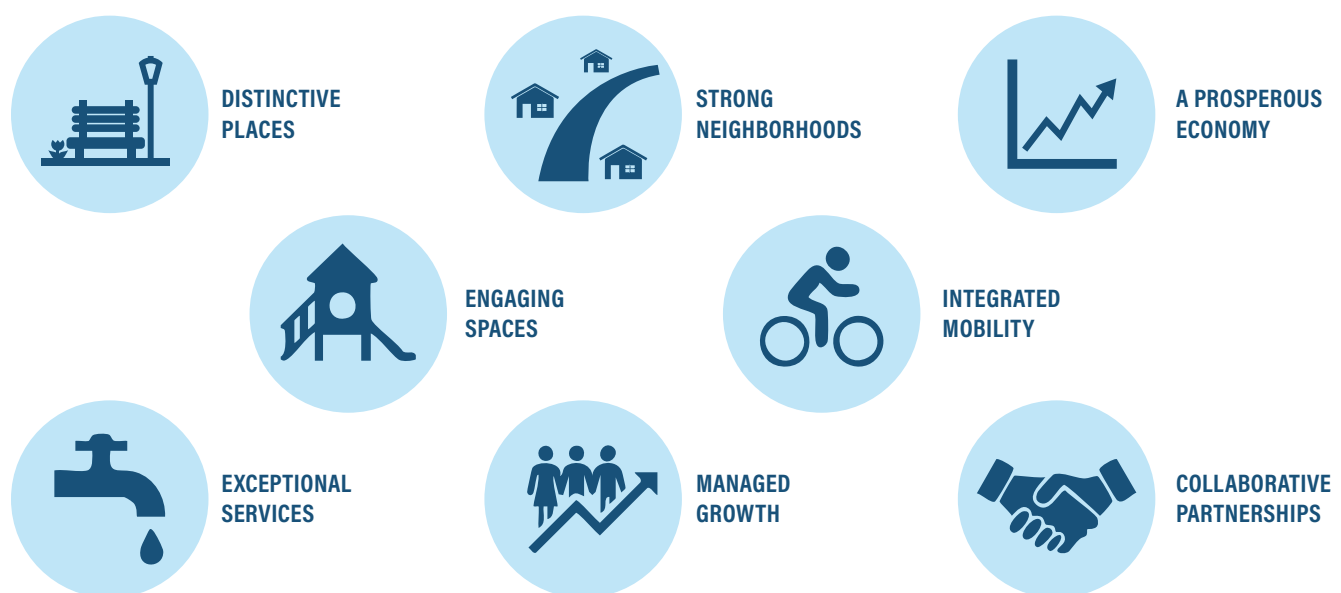 DISTINCTIVE
PLACES
STRONG
NEIGHBORHOODS
A PROSPEROUS
ECONOMY
ENGAGING
SPACES
INTEGRATED
MOBILITY
EXCEPTIONAL
SERVICES
MANAGED
GROWTH
COLLABORATIVE
PARTNERSHIPS